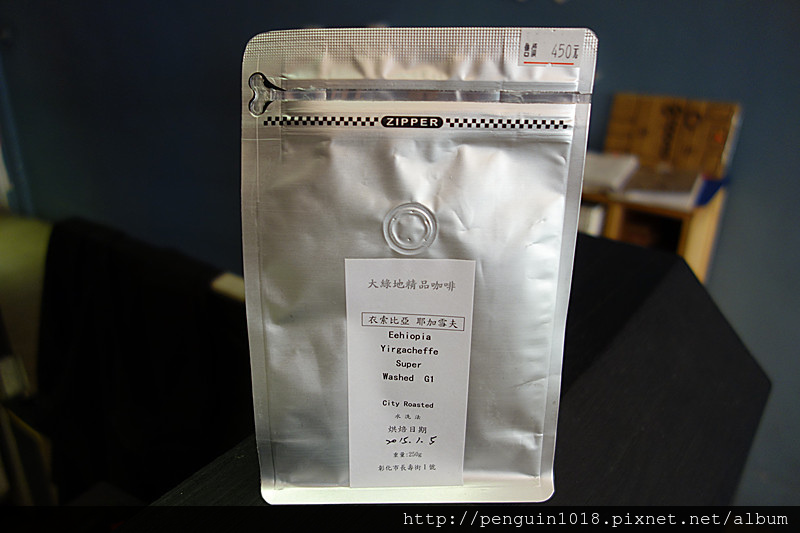 450元
ZIPPER
大綠地精品咖啡
衣索比亞 耶加雪夫
Eehiopia
Yirgacheffe
Super
Washed G1
City Roasted
水洗法
烘焙日期
2015.1.5
重量:250g
彰化市長壽街1號
http://penguin1018.pixnet.net/album